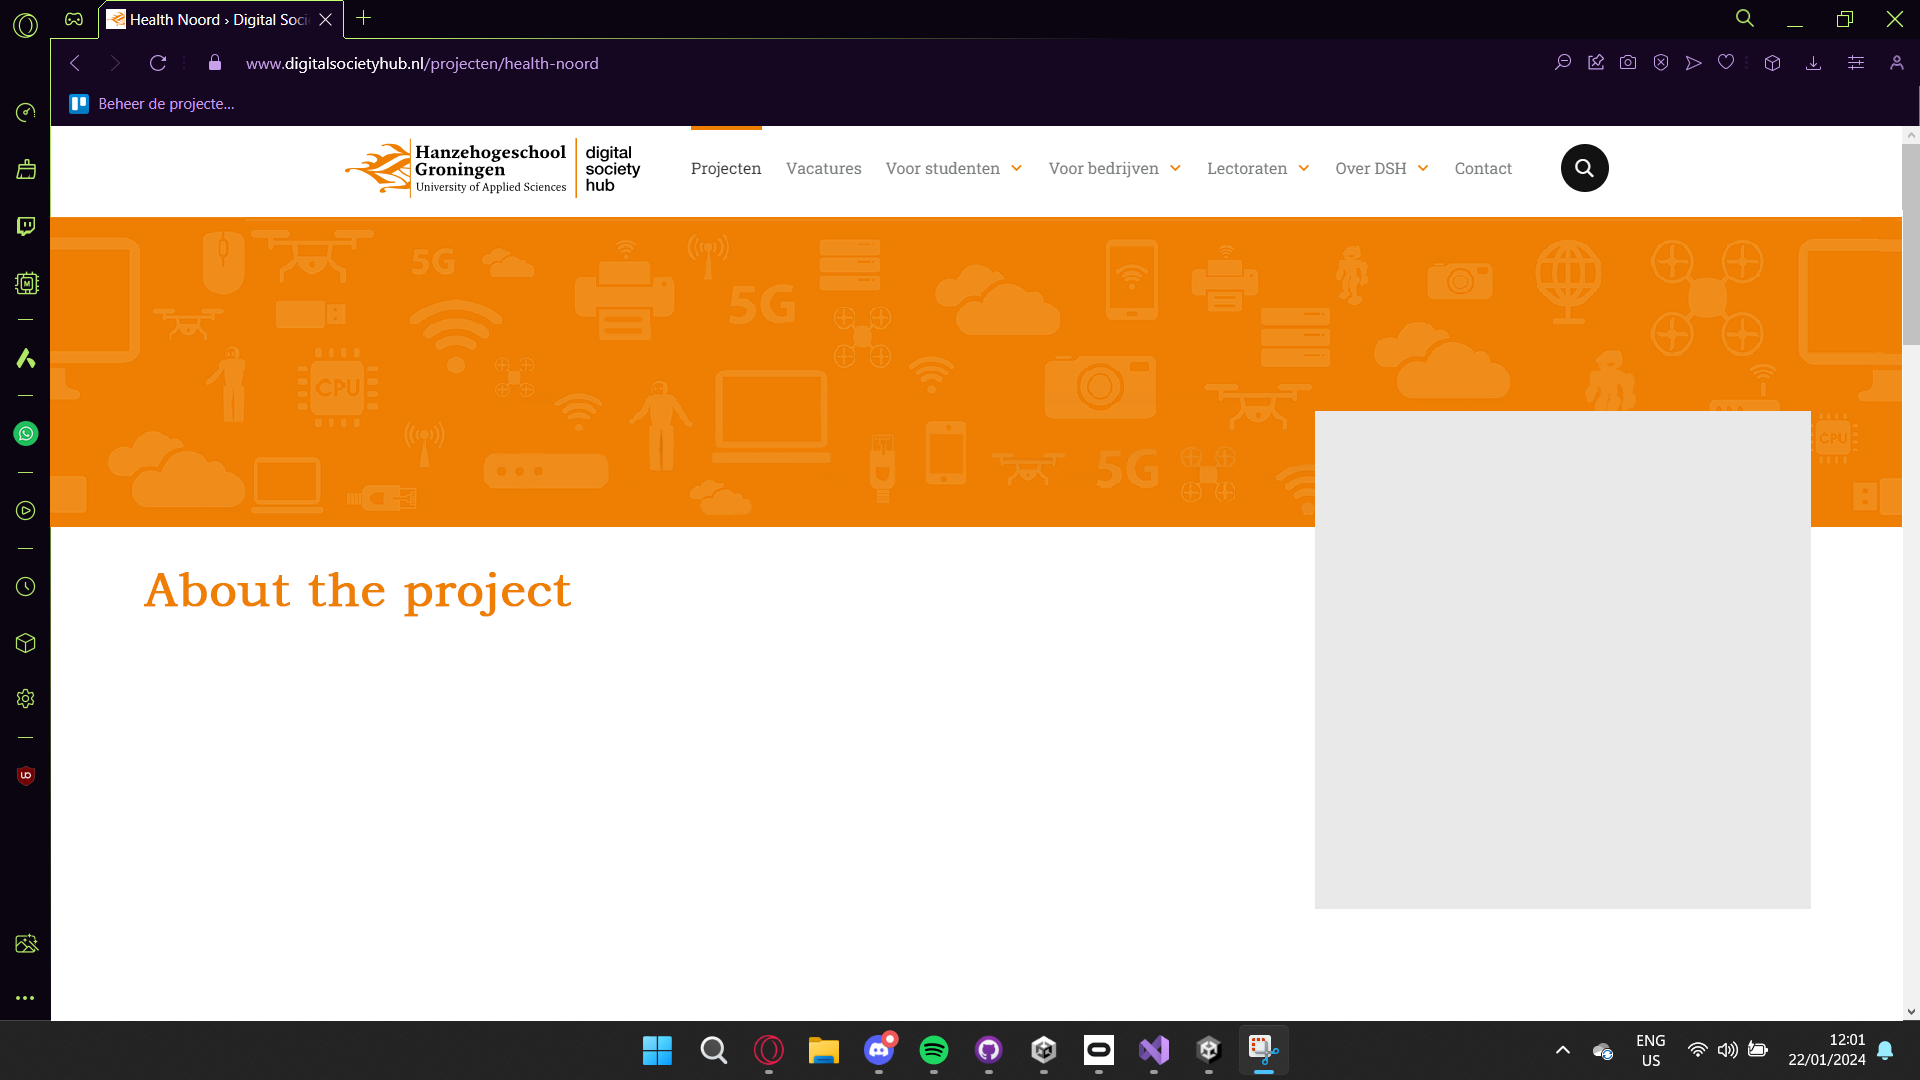 Health Noord › Digital Soci
www.digitalsocietyhub.nl/projecten/health-noord
Beheer de projecte...
Hanzehogeschool
Groningen
University of Applied Sciences
digital
society
hub
Projecten
Vacatures
Voor studenten
Voor bedrijven
Lectoraten
Over DSH
Contact
5G
5G
CPU
5G
CPU
About the project
ENG
US
12:01
22/01/2024